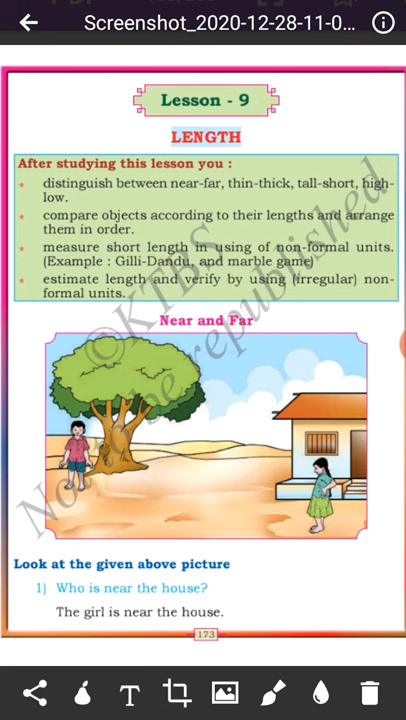 Screenshot_2020-12-28-11-0...
Lesson - 9
LENGTH
After studying this lesson you :
* distinguish between near-far, thin-thick, tall-short, high-
low.
* compare objects according to their lengths and arrange
them in order.
* measure short length in using of non-formal units.
(Example : Gilli-Dandu, and marble game)
* estimate length and verify by using (irregular) non-
formal units.
Near and Far
©KTBS
Not to be republished
Look at the given above picture
1) Who is near the house?
The girl is near the house.
173
T